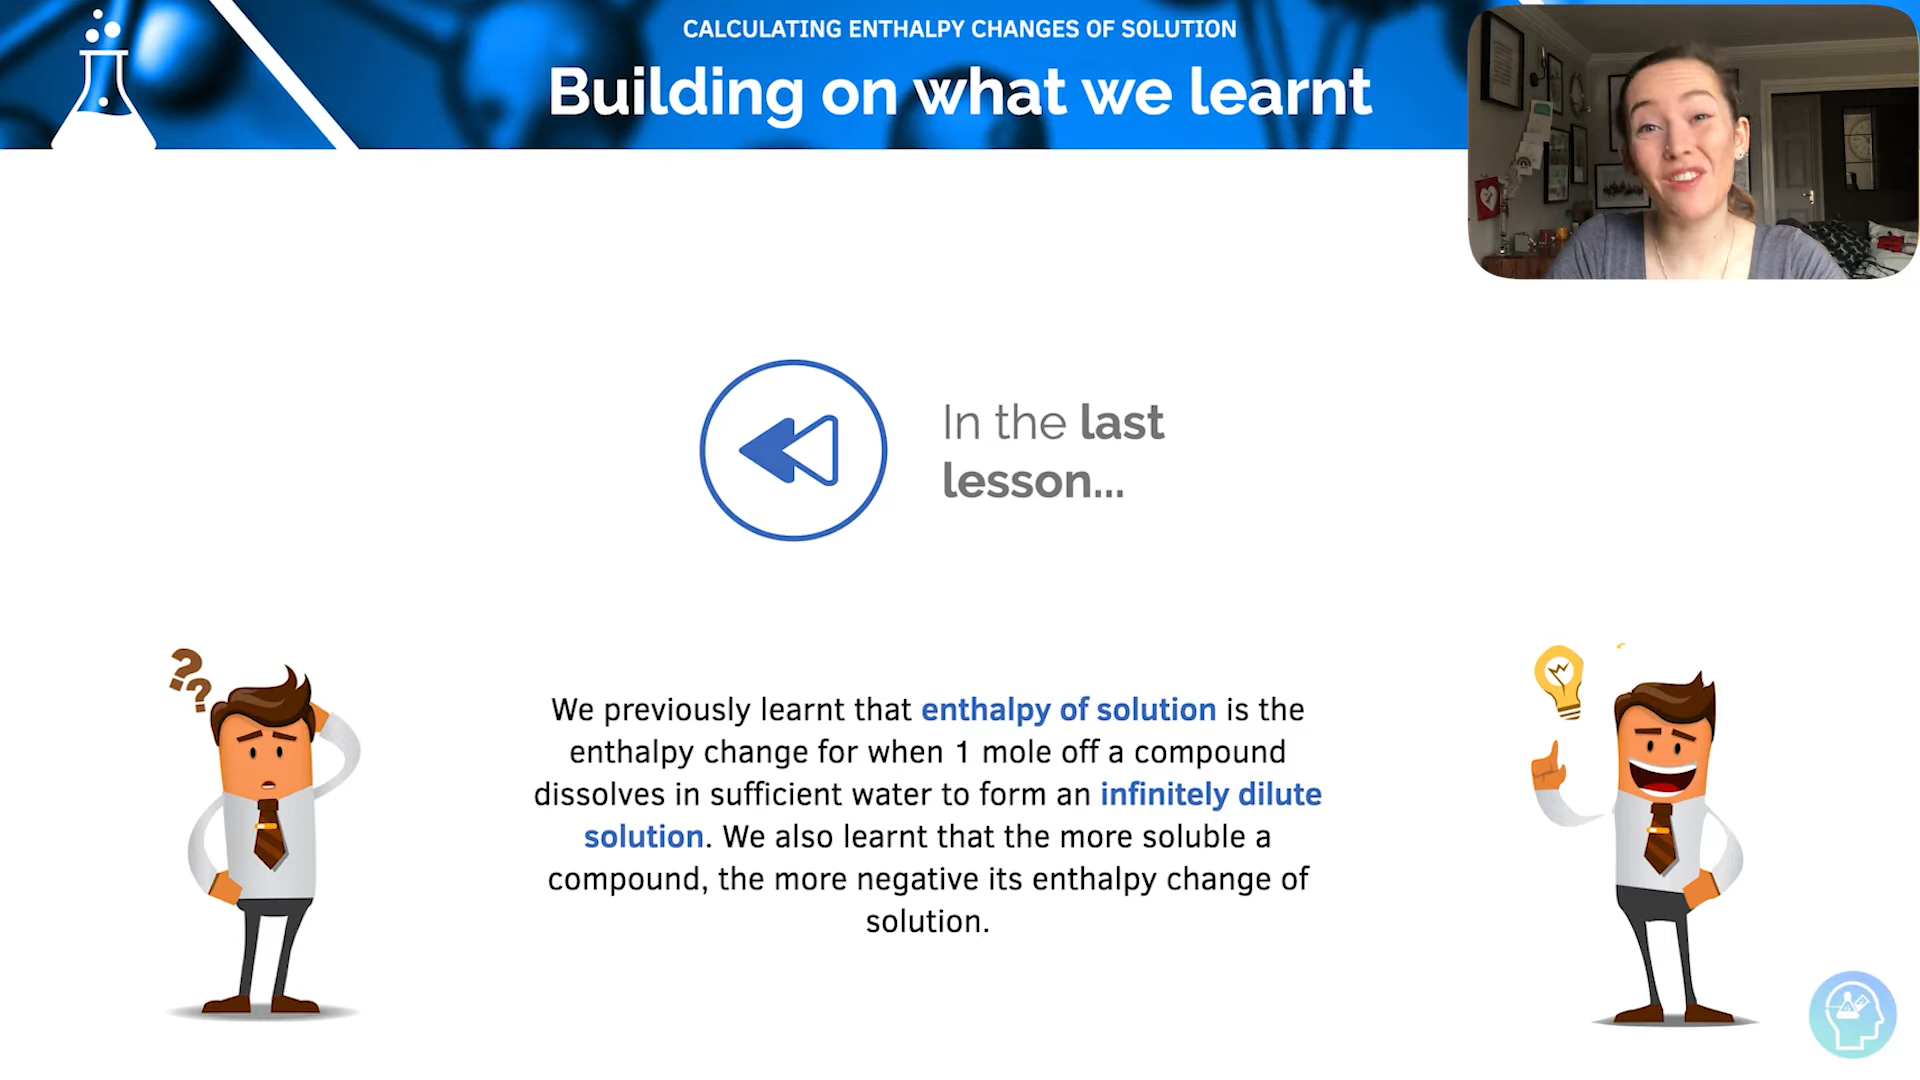 CALCULATING ENTHALPY CHANGES OF SOLUTION
Building on what we learnt
In the last
lesson...
??
We previously learnt that enthalpy of solution is the
enthalpy change for when 1 mole off a compound
dissolves in sufficient water to form an infinitely dilute
solution. We also learnt that the more soluble a
compound, the more negative its enthalpy change of
solution.